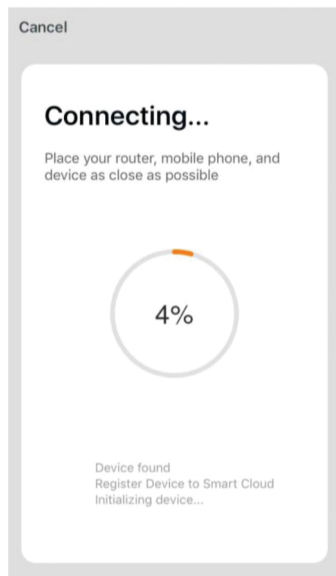 Cancel
Connecting...
Place your router, mobile phone, and
device as close as possible
4%
Device found
Register Device to Smart Cloud
Initializing device...